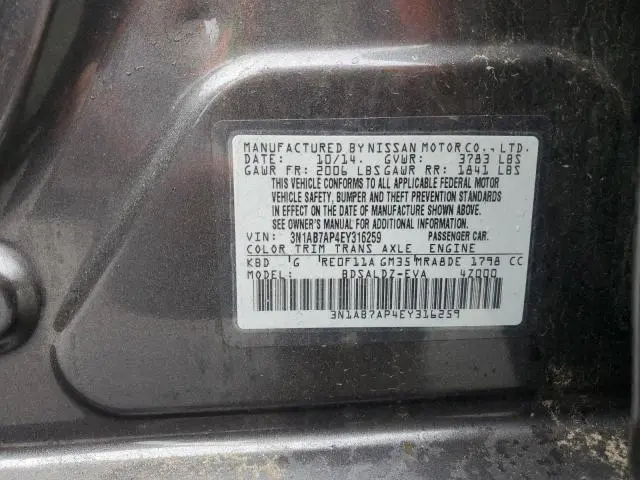 MANUFACTURED BY NISSAN MOTOR CO., LTD.
DATE: 10/14. GVWR: 3783 LBS
GAWR FR: 2006 LBS GAWR RR: 1841 LBS
THIS VEHICLE CONFORMS TO ALL APPLICABLE FEDERAL MOTOR
VEHICLE SAFETY, BUMPER AND THEFT PREVENTION STANDARDS
IN EFFECT ON THE DATE OF MANUFACTURE SHOWN ABOVE.
SEE OWNER'S MANUAL FOR ADDITIONAL INFORMATION
VIN: 3N1AB7AP4EY316259 PASSENGER CAR.
COLOR TRIM TRANS AXLE ENGINE
KBD 'G 'RE0F11A GM35 MRA8DE 1798 CC
MODEL: BDSALDZ-EVA 4Z000
3N1AB7AP4EY316259